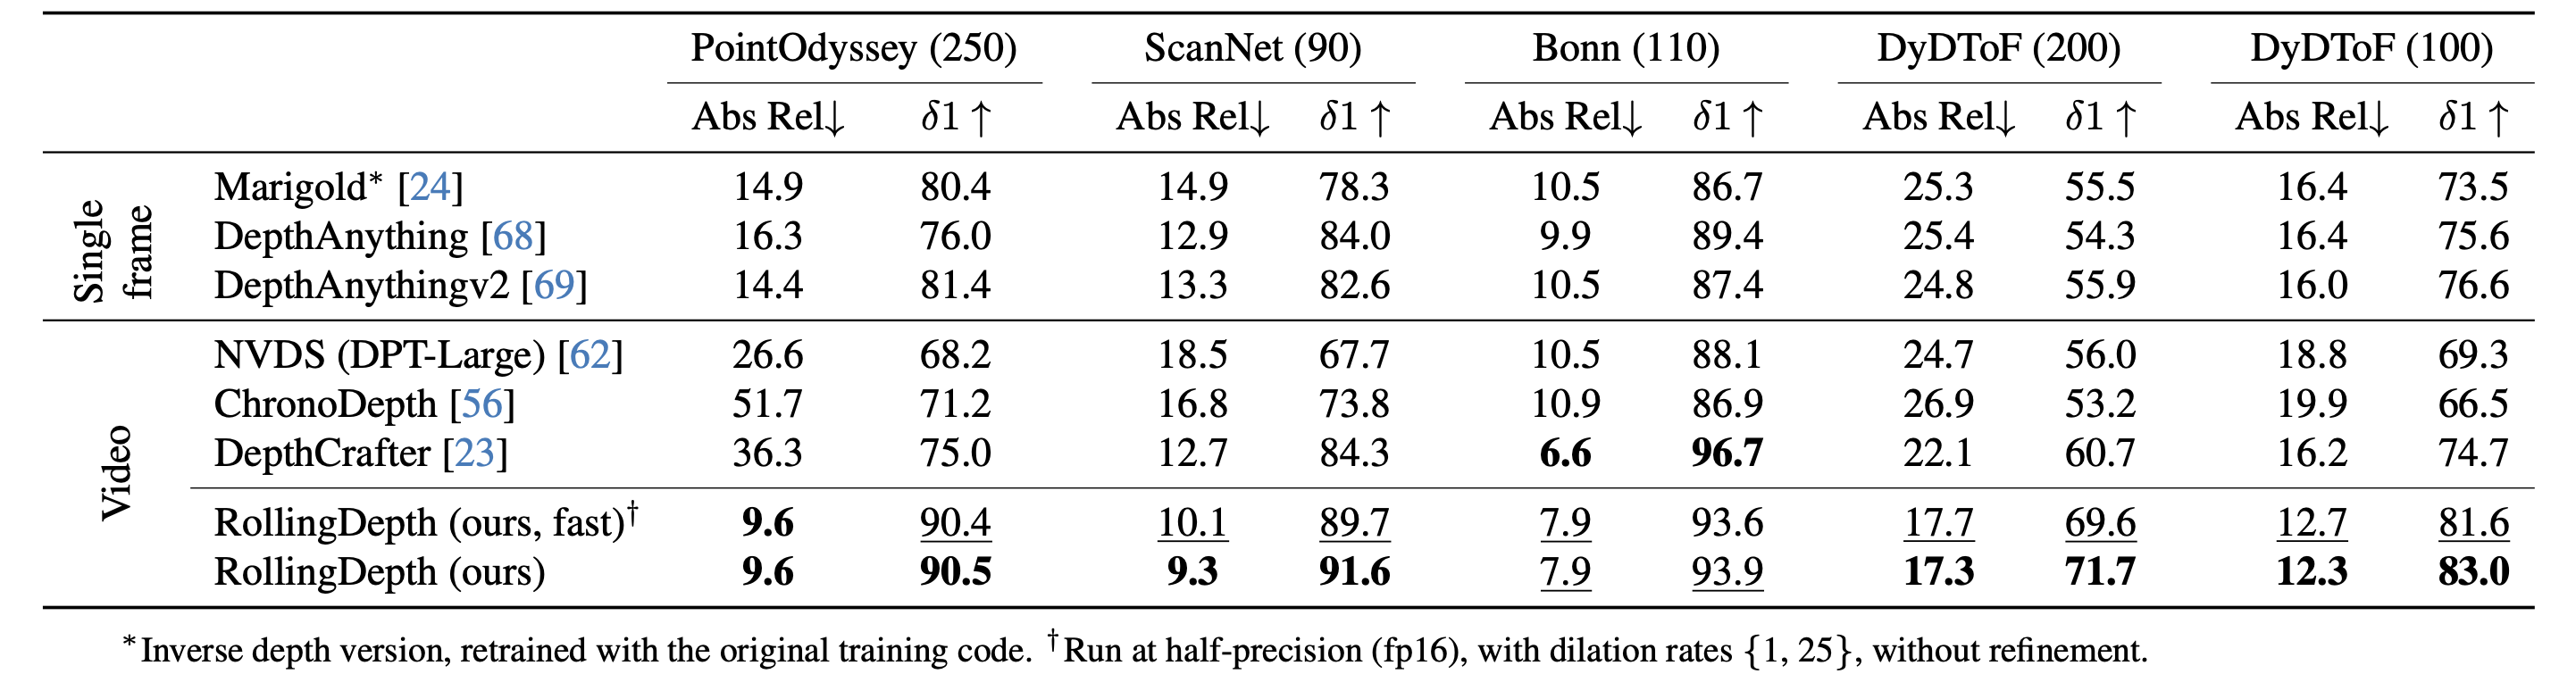 PointOdyssey (250) ScanNet (90) Bonn (110) DyDToF (200) DyDToF (100)
Abs Rel↓ δ1 ↑ Abs Rel↓ δ1 ↑ Abs Rel↓ δ1 ↑ Abs Rel↓ δ1 ↑ Abs Rel↓ δ1 ↑
Single
frame
Marigold* [24] 14.9 80.4 14.9 78.3 10.5 86.7 25.3 55.5 16.4 73.5
DepthAnything [68] 16.3 76.0 12.9 84.0 9.9 89.4 25.4 54.3 16.4 75.6
DepthAnythingv2 [69] 14.4 81.4 13.3 82.6 10.5 87.4 24.8 55.9 16.0 76.6
Video
NVDS (DPT-Large) [62] 26.6 68.2 18.5 67.7 10.5 88.1 24.7 56.0 18.8 69.3
ChronoDepth [56] 51.7 71.2 16.8 73.8 10.9 86.9 26.9 53.2 19.9 66.5
DepthCrafter [23] 36.3 75.0 12.7 84.3 6.6 96.7 22.1 60.7 16.2 74.7
RollingDepth (ours, fast)† 9.6 90.4 10.1 89.7 7.9 93.6 17.7 69.6 12.7 81.6
RollingDepth (ours) 9.6 90.5 9.3 91.6 7.9 93.9 17.3 71.7 12.3 83.0
*Inverse depth version, retrained with the original training code. †Run at half-precision (fp16), with dilation rates {1, 25}, without refinement.